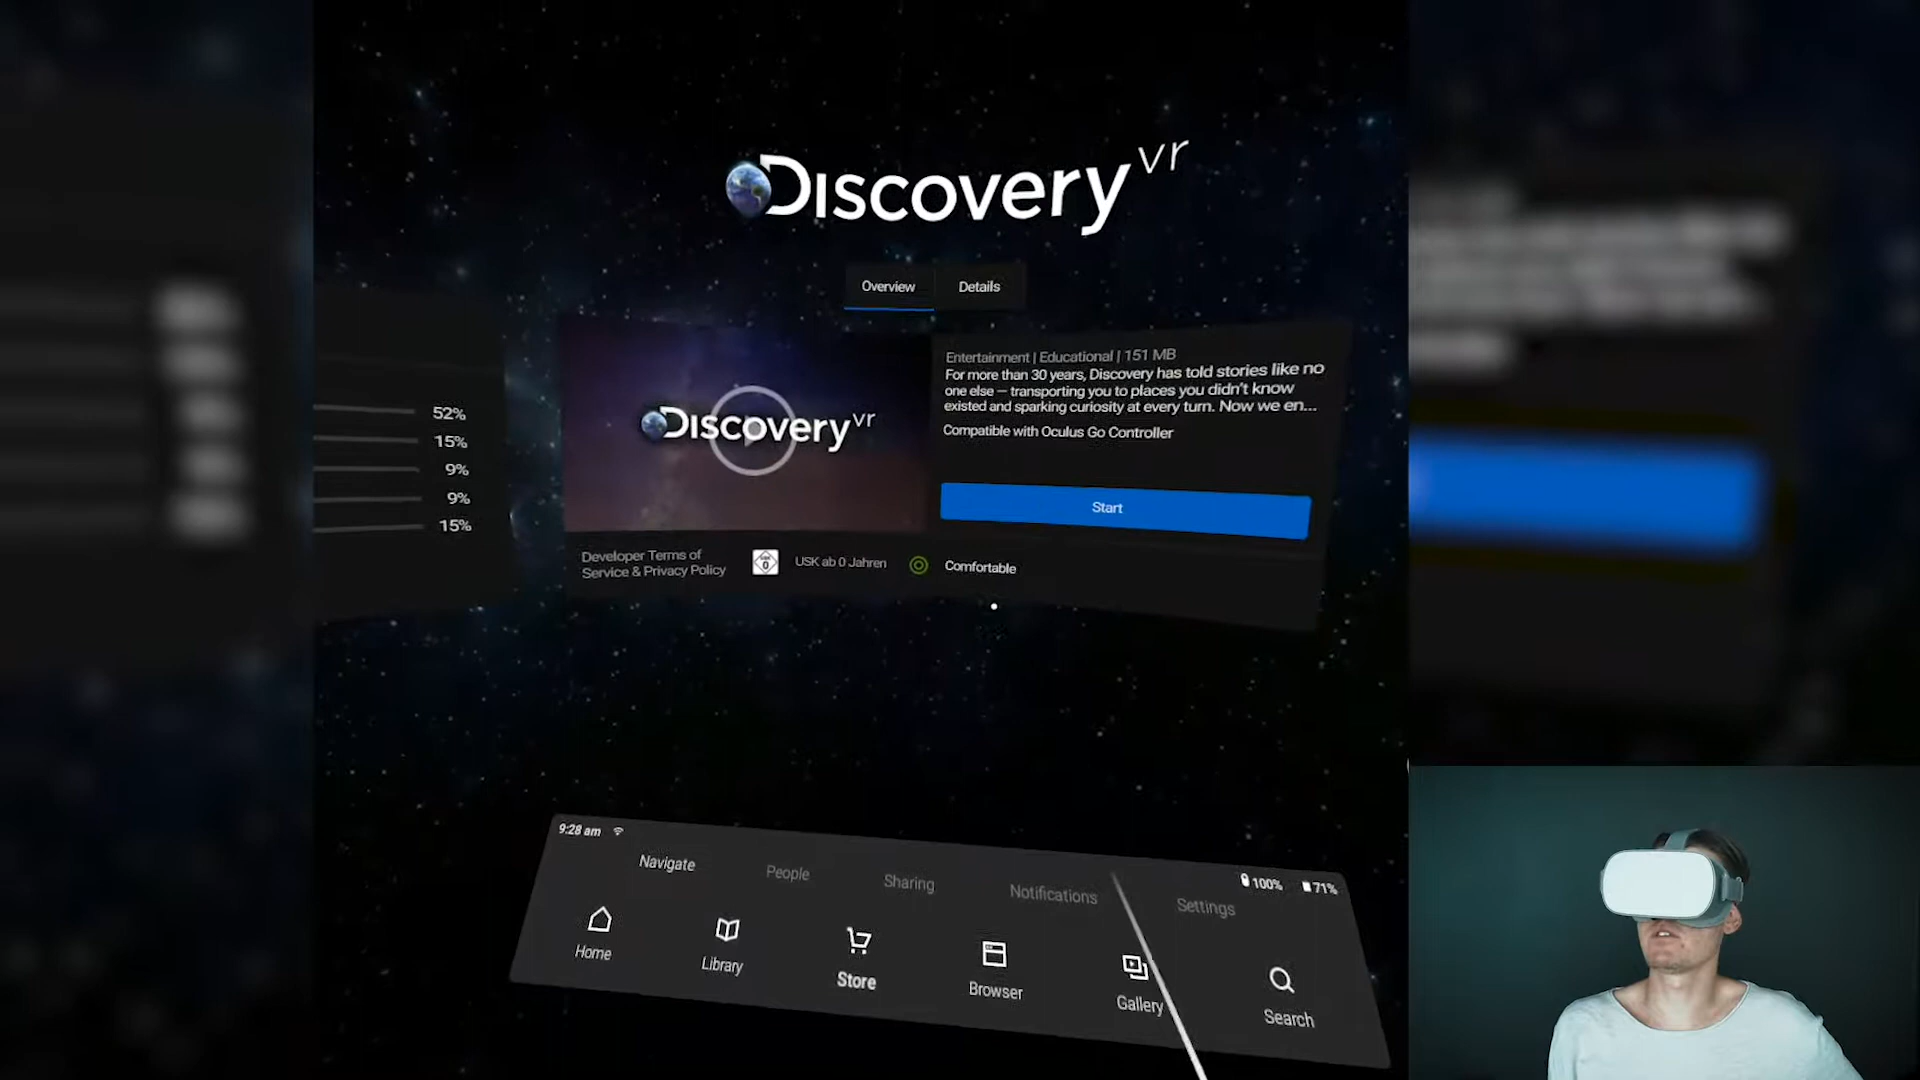 Discovery vr
Overview
Details
52%
15%
9%
9%
15%
Discovery vr
Entertainment | Educational | 151 MB
For more than 30 years, Discovery has told stories like no
one else – transporting you to places you didn't know
existed and sparking curiosity at every turn. Now we en...
Compatible with Oculus Go Controller
Start
Developer Terms of
Service & Privacy Policy
0
USK ab 0 Jahren
Comfortable
9:28 am
100%
71%
Navigate
People
Sharing
Notifications
Settings
Home
Library
Store
Browser
Gallery
Search